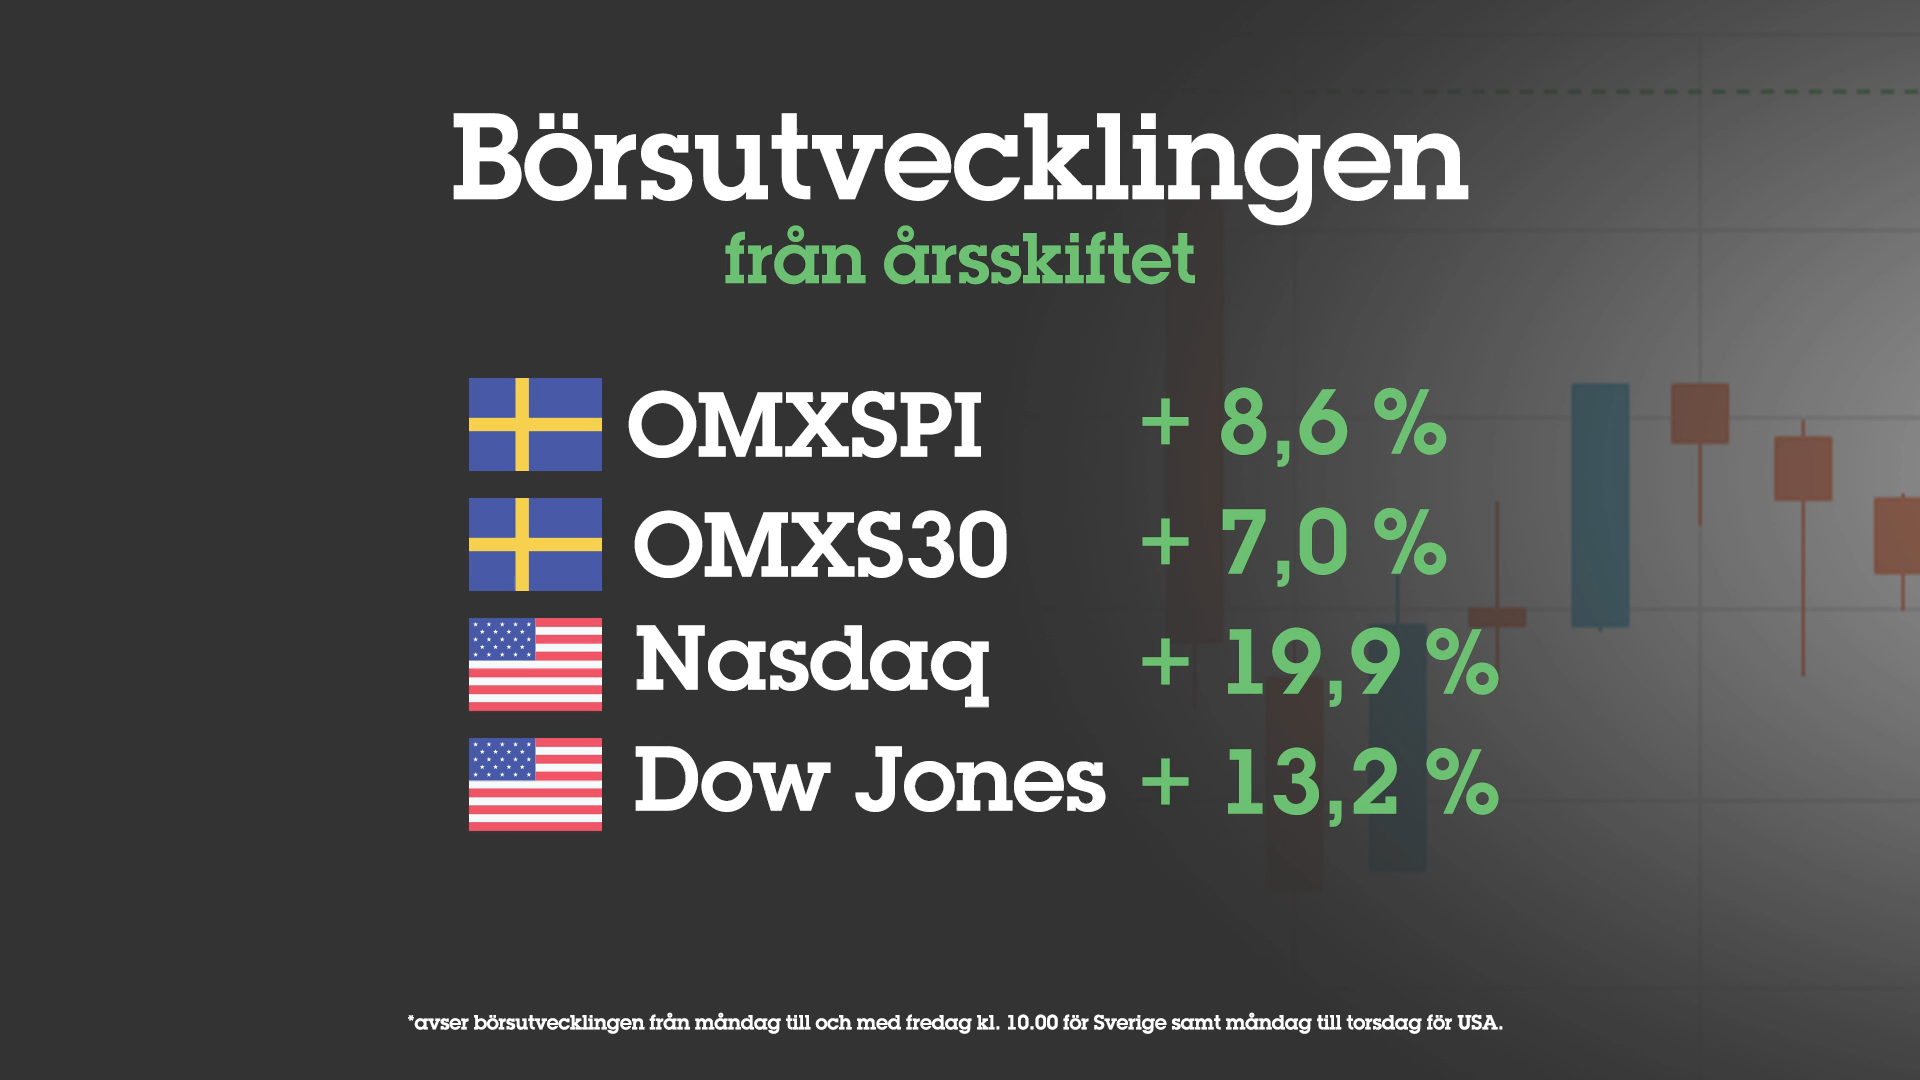 Börsutvecklingen
från årsskiftet
OMXSPI + 8,6 %
OMXS30 + 7,0 %
Nasdaq + 19,9 %
Dow Jones + 13,2 %
*avser börsutvecklingen från måndag till och med fredag kl. 10.00 för Sverige samt måndag till torsdag för USA.